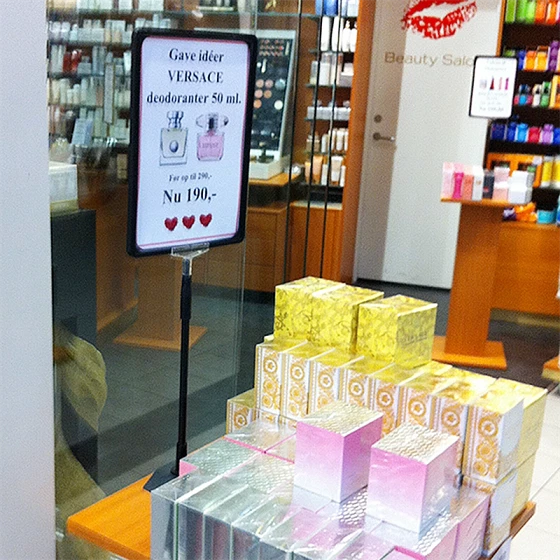 Gave idéer
VERSACE
deodoranter 50 ml.
Før op til 290,-
Nu 190,-
Beauty Salo